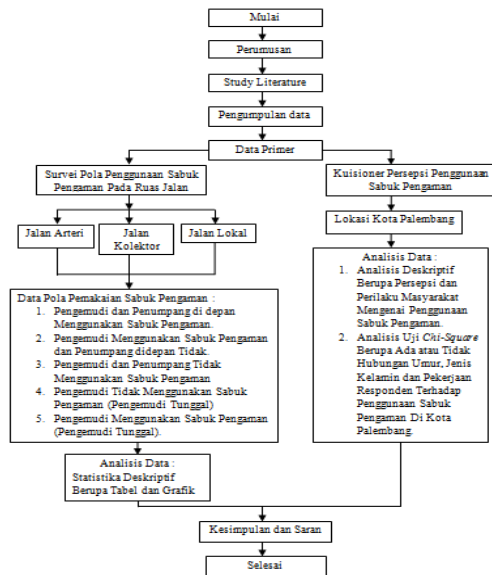 Mulai
Perumusan
Study Literature
Pengumpulan data
Data Primer
Survei Pola Penggunaan Sabuk
Pengaman Pada Ruas Jalan
Kuisioner Persepsi Penggunaan
Sabuk Pengaman
Jalan Arteri
Jalan
Kolektor
Jalan Lokal
Lokasi Kota Palembang
Data Pola Pemakaian Sabuk Pengaman :
1. Pengemudi dan Penumpang di depan
Menggunakan Sabuk Pengaman.
2. Pengemudi Menggunakan Sabuk Pengaman
dan Penumpang didepan Tidak.
3. Pengemudi dan Penumpang Tidak
Menggunakan Sabuk Pengaman
4. Pengemudi Tidak Menggunakan Sabuk
Pengaman (Pengemudi Tunggal)
5. Pengemudi Menggunakan Sabuk Pengaman
(Pengemudi Tunggal).
Analisis Data :
1. Analisis Deskriptif
Berupa Persepsi dan
Perilaku Masyarakat
Mengenai Penggunaan
Sabuk Pengaman.
2. Analisis Uji Chi-Square
Berupa Ada atau Tidak
Hubungan Umur, Jenis
Kelamin dan Pekerjaan
Responden Terhadap
Penggunaan Sabuk
Pengaman Di Kota
Palembang.
Analisis Data :
Statistika Deskriptif
Berupa Tabel dan Grafik
Kesimpulan dan Saran
Selesai